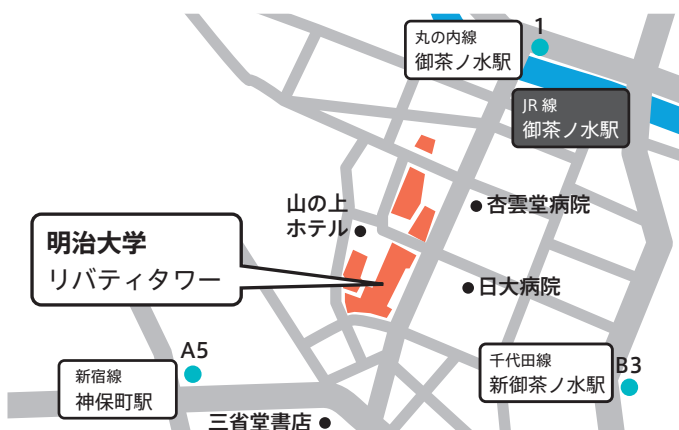 1
丸の内線
御茶ノ水駅
JR 線
御茶ノ水駅
山の上
ホテル
杏雲堂病院
明治大学
リバティタワー
日大病院
A5
新宿線
神保町駅
千代田線
新御茶ノ水駅
B3
三省堂書店